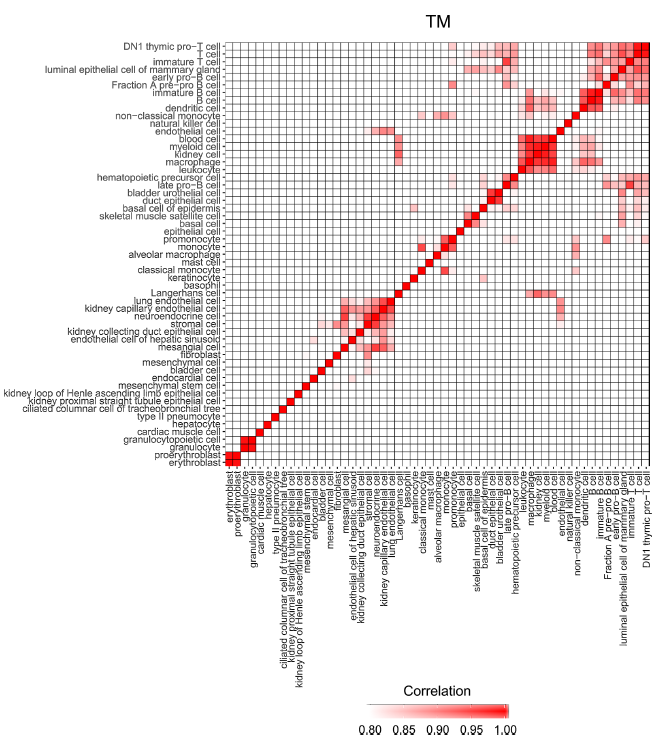 TM
DN1 thymic pro-T cell
T cell
immature T cell
luminal epithelial cell of mammary gland
early pro-B cell
Fraction A pre-pro B cell
immature B cell
B cell
dendritic cell
non-classical monocyte
natural killer cell
endothelial cell
blood cell
myeloid cell
kidney cell
macrophage
leukocyte
hematopoietic precursor cell
late pro-B cell
bladder urothelial cell
duct epithelial cell
basal cell of epidermis
skeletal muscle satellite cell
basal cell
epithelial cell
promonocyte
monocyte
alveolar macrophage
mast cell
classical monocyte
keratinocyte
basophil
Langerhans cell
lung endothelial cell
kidney capillary endothelial cell
neuroendocrine cell
stromal cell
kidney collecting duct epithelial cell
endothelial cell of hepatic sinusoid
mesangial cell
fibroblast
mesenchymal cell
bladder cell
endocardial cell
mesenchymal stem cell
kidney loop of Henle ascending limb epithelial cell
kidney proximal straight tubule epithelial cell
ciliated columnar cell of tracheobronchial tree
type II pneumocyte
hepatocyte
cardiac muscle cell
granulocytopoietic cell
granulocyte
proerythroblast
erythroblast
erythroblast
proerythroblast
granulocyte
granulocytopoietic cell
cardiac muscle cell
hepatocyte
type II pneumocyte
ciliated columnar cell of tracheobronchial tree
kidney proximal straight tubule epithelial cell
kidney loop of Henle ascending limb epithelial cell
mesenchymal stem cell
endocardial cell
bladder cell
mesenchymal cell
fibroblast
mesangial cell
endothelial cell of hepatic sinusoid
kidney collecting duct epithelial cell
stromal cell
neuroendocrine cell
kidney capillary endothelial cell
lung endothelial cell
Langerhans cell
basophil
keratinocyte
classical monocyte
mast cell
alveolar macrophage
monocyte
promonocyte
epithelial cell
basal cell
skeletal muscle satellite cell
basal cell of epidermis
duct epithelial cell
bladder urothelial cell
late pro-B cell
hematopoietic precursor cell
leukocyte
macrophage
kidney cell
myeloid cell
blood cell
endothelial cell
natural killer cell
non-classical monocyte
dendritic cell
B cell
immature B cell
Fraction A pre-pro B cell
early pro-B cell
luminal epithelial cell of mammary gland
immature T cell
T cell
DN1 thymic pro-T cell
Correlation
0.80 0.85 0.90 0.95 1.00